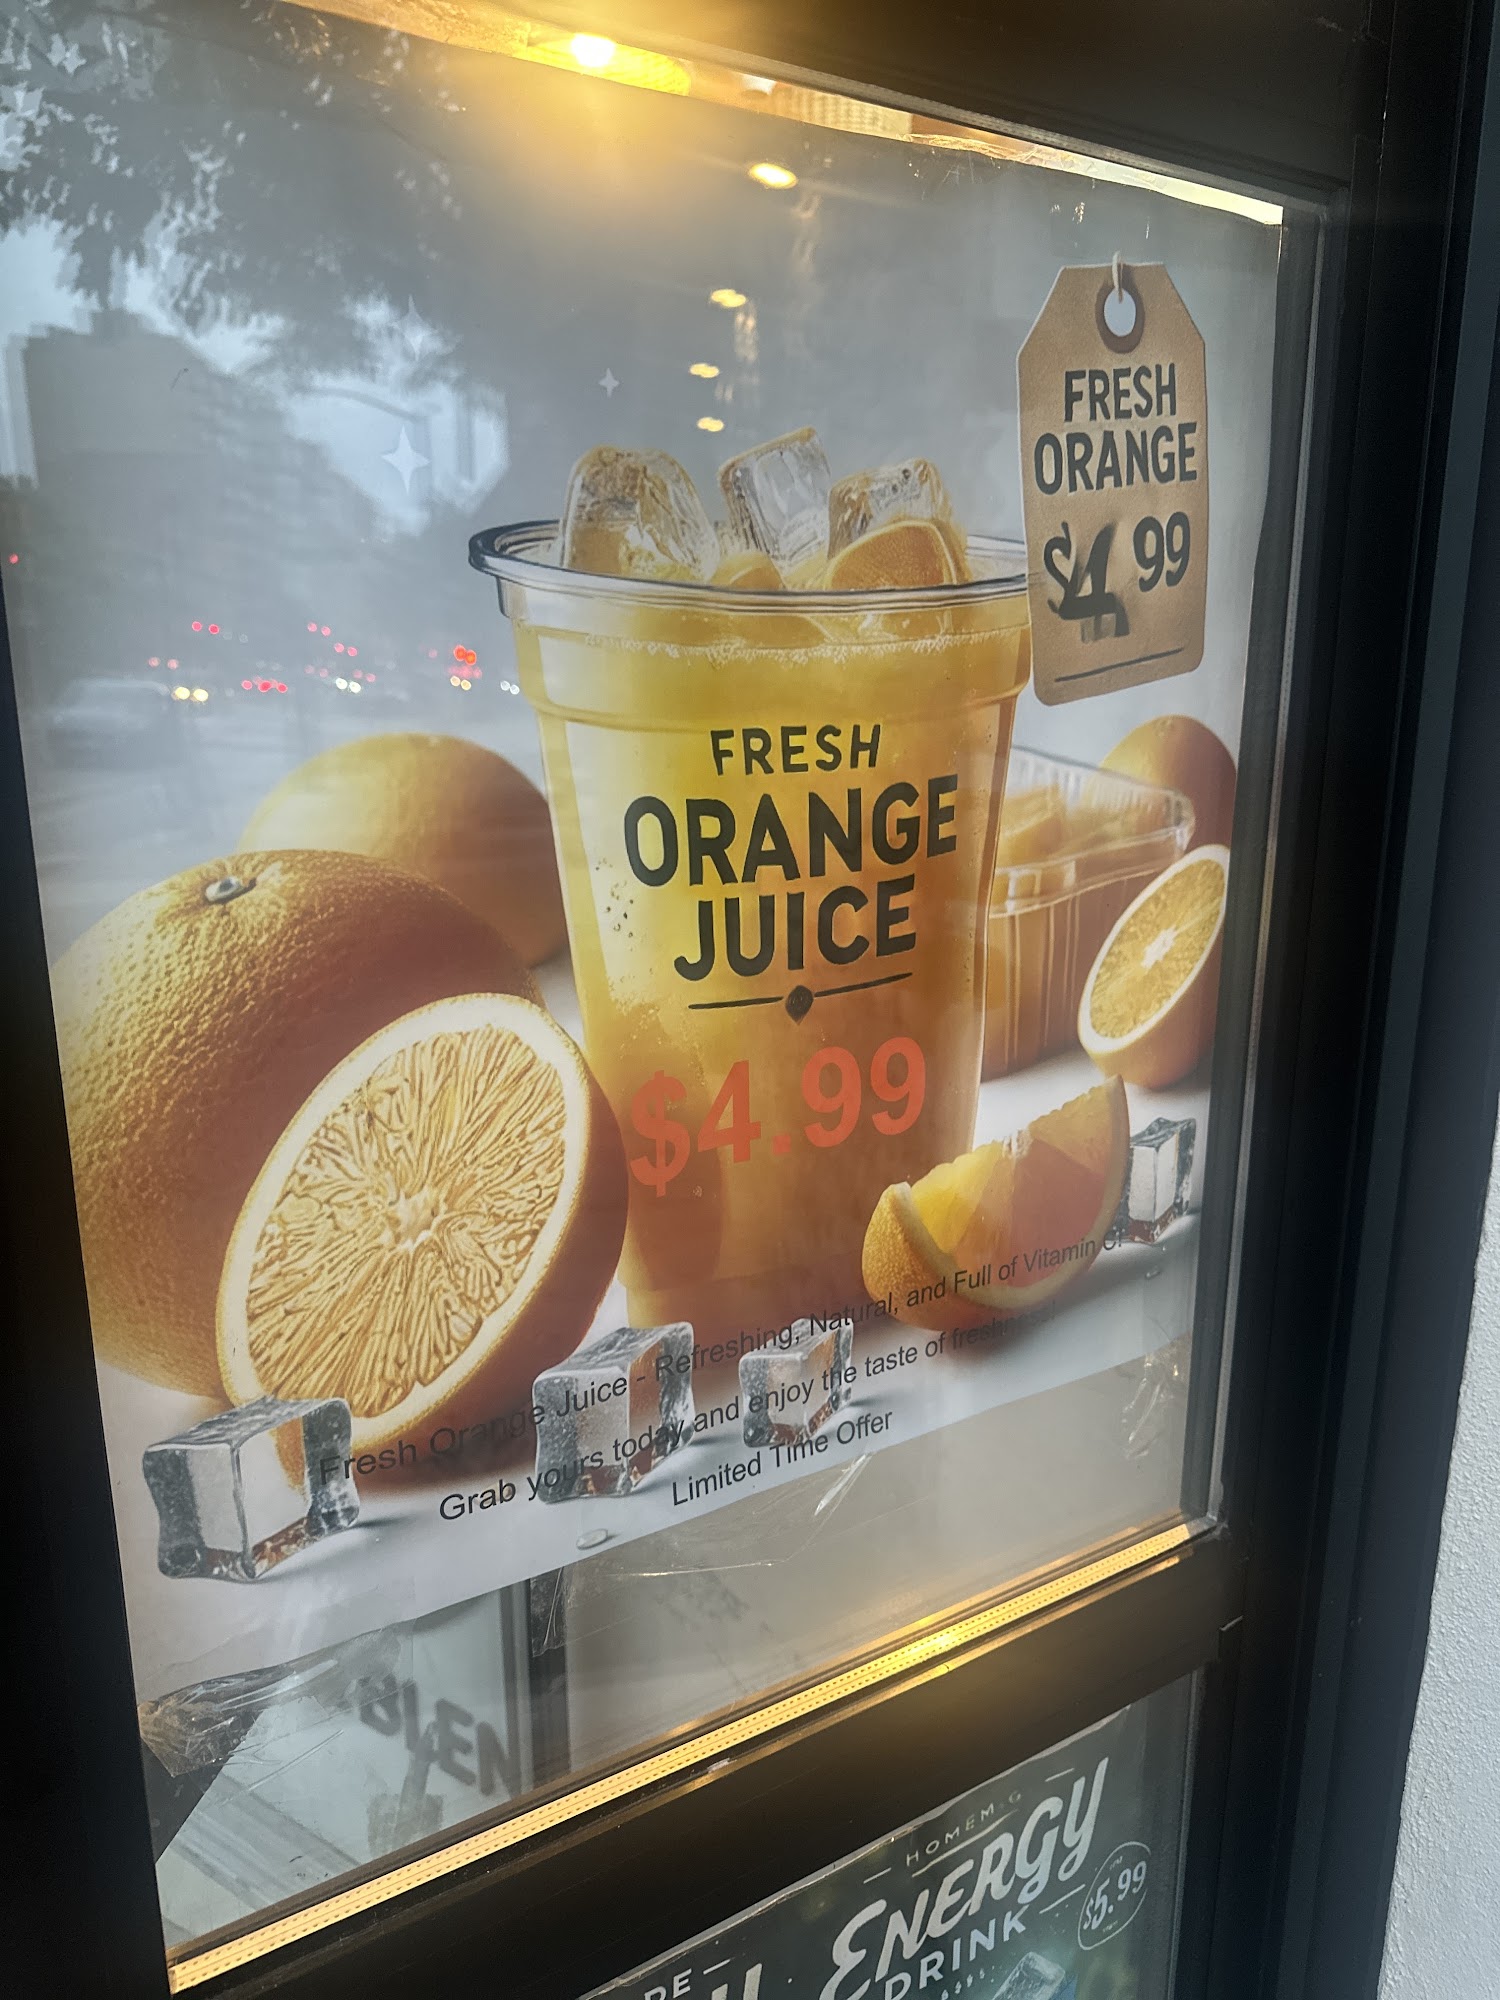 FRESH
ORANGE
$4 99
FRESH
ORANGE
JUICE
$4.99
Fresh Orange Juice - Refreshing, Natural, and Full of Vitamin C!
Grab yours today and enjoy the taste of freshness!
Limited Time Offer
BLEN
ENERGY
DRINK
$5.99